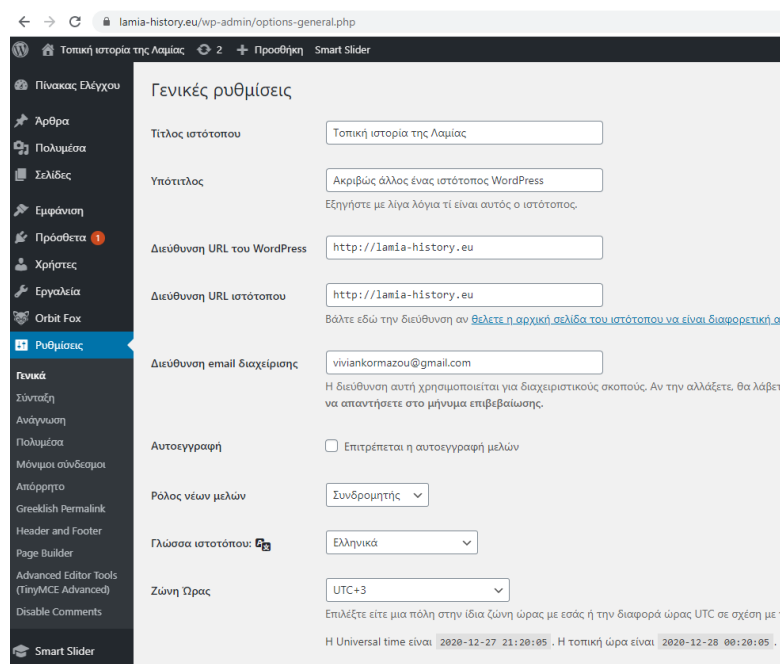 lamia-history.eu/wp-admin/options-general.php
Τοπική ιστορία της Λαμίας 2 Προσθήκη Smart Slider
Πίνακας Ελέγχου
Άρθρα
Πολυμέσα
Σελίδες
Εμφάνιση
Πρόσθετα 1
Χρήστες
Εργαλεία
Orbit Fox
Ρυθμίσεις
Γενικά
Σύνταξη
Ανάγνωση
Πολυμέσα
Μόνιμοι σύνδεσμοι
Απόρρητο
Greeklish Permalink
Header and Footer
Page Builder
Advanced Editor Tools
(TinyMCE Advanced)
Disable Comments
Smart Slider
Γενικές ρυθμίσεις
Τίτλος ιστότοπου Τοπική ιστορία της Λαμίας
Υπότιτλος Ακριβώς άλλος ένας ιστότοπος WordPress
Εξηγήστε με λίγα λόγια τί είναι αυτός ο ιστότοπος.
Διεύθυνση URL του WordPress http://lamia-history.eu
Διεύθυνση URL ιστότοπου http://lamia-history.eu
Βάλτε εδώ την διεύθυνση αν θελετε η αρχική σελίδα του ιστότοπου να είναι διαφορετική α
Διεύθυνση email διαχείρισης viviankormazou@gmail.com
Η διεύθυνση αυτή χρησιμοποιείται για διαχειριστικούς σκοπούς. Αν την αλλάξετε, θα λάβετ
να απαντήσετε στο μήνυμα επιβεβαίωσης.
Αυτοεγγραφή Επιτρέπεται η αυτοεγγραφή μελών
Ρόλος νέων μελών Συνδρομητής
Γλώσσα ιστοτόπου: Ελληνικά
Ζώνη Ώρας UTC+3
Επιλέξτε είτε μια πόλη στην ίδια ζώνη ώρας με εσάς ή την διαφορά ώρας UTC σε σχέση με
Η Universal time είναι 2020-12-27 21:20:05 . Η τοπική ώρα είναι 2020-12-28 00:20:05 .